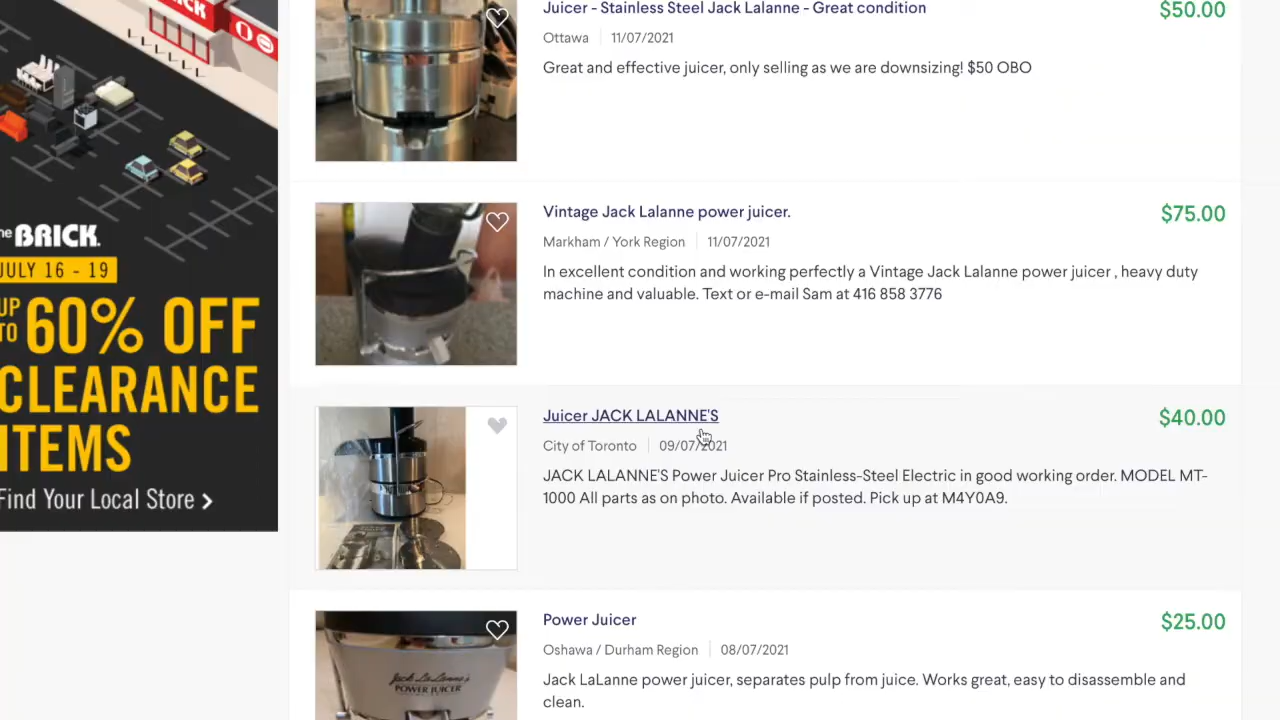 Juicer - Stainless Steel Jack Lalanne - Great condition
$50.00
Ottawa
11/07/2021
Great and effective juicer, only selling as we are downsizing! $50 OBO
Vintage Jack Lalanne power juicer.
$75.00
Markham / York Region
11/07/2021
In excellent condition and working perfectly a Vintage Jack Lalanne power juicer , heavy duty
machine and valuable. Text or e-mail Sam at 416 858 3776
Juicer JACK LALANNE'S
$40.00
City of Toronto
09/07/2021
JACK LALANNE'S Power Juicer Pro Stainless-Steel Electric in good working order. MODEL MT-
1000 All parts as on photo. Available if posted. Pick up at M4Y0A9.
Power Juicer
$25.00
Oshawa / Durham Region
08/07/2021
Jack LaLanne power juicer, separates pulp from juice. Works great, easy to disassemble and
clean.
Jack LaLanne's
POWER JUICER
RICK
he BRICK.
JULY 16 - 19
UP
TO
60% OFF
CLEARANCE
ITEMS
Find Your Local Store >